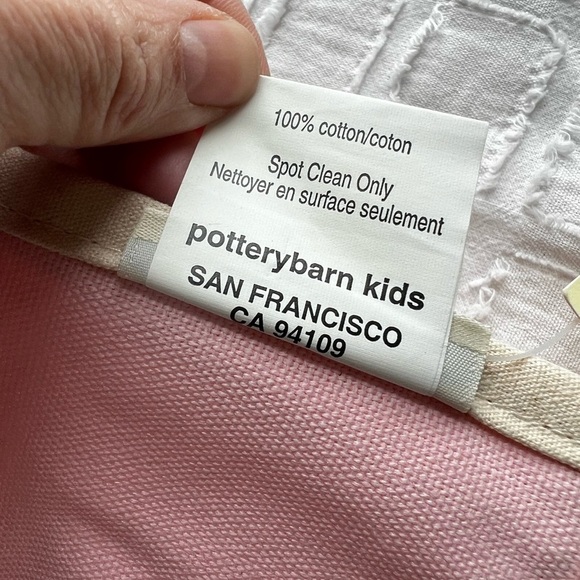 100% cotton/coton
Spot Clean Only
Nettoyer en surface seulement
potterybarn kids
SAN FRANCISCO
CA 94109